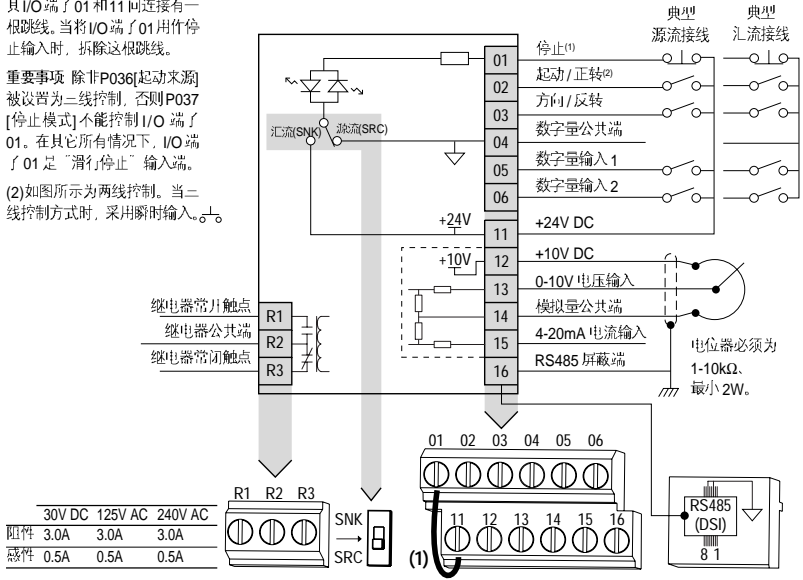 其I/O端子01和11间连接有一
根跳线。当将I/O端子01用作停
止输入时，拆除这根跳线。
重要事项 除非P036[起动来源]
被设置为三线控制，否则P037
[停止模式]不能控制I/O 端子
01。在其它所有情况下，I/O 端
子01 是“滑行停止”输入端。
(2)如图所示为两线控制。当三
线控制方式时，采用瞬时输入。
典型
源流接线
典型
汇流接线
01 停止(1)
02 起动/正转(2)
03 方向/反转
04 数字量公共端
05 数字量输入 1
06 数字量输入 2
汇流(SNK) 源流(SRC)
+24V 11 +24V DC
+10V 12 +10V DC
13 0-10V 电压输入
14 模拟量公共端
15 4-20mA 电流输入
16 RS485 屏蔽端
继电器常开触点 R1
继电器公共端 R2
继电器常闭触点 R3
电位器必须为
1-10kΩ、
最小 2W。
01 02 03 04 05 06
11 12 13 14 15 16
(1)
R1 R2 R3
SNK
SRC
30V DC 125V AC 240V AC
阻性 3.0A 3.0A 3.0A
感性 0.5A 0.5A 0.5A
RS485
(DSI)
8 1